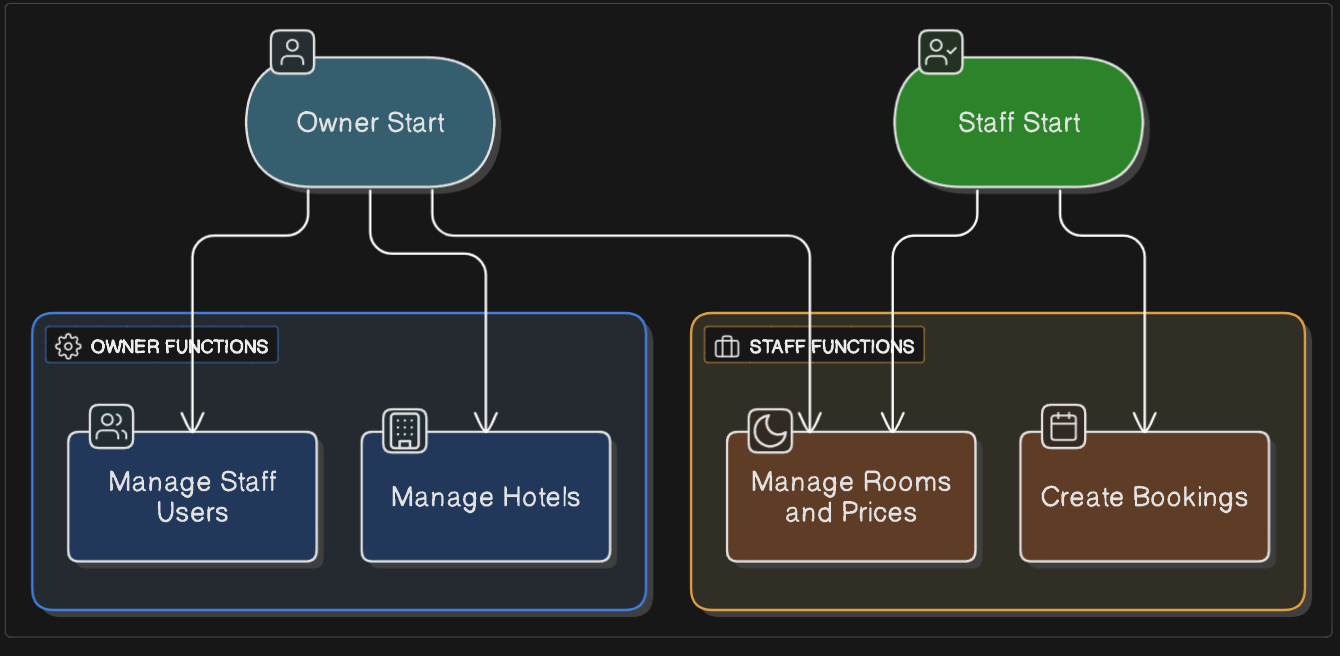 Owner Start
Staff Start
OWNER FUNCTIONS
STAFF FUNCTIONS
Manage Staff
Users
Manage Hotels
Manage Rooms
and Prices
Create Bookings